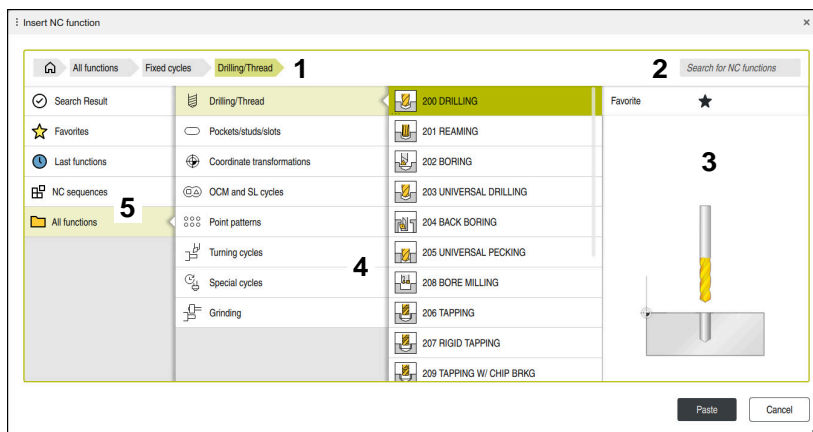 Insert NC function
All functions
Fixed cycles
Drilling/Thread
1
2
Search for NC functions
Search Result
Favorites
Last functions
NC sequences
5
All functions
Drilling/Thread
Pockets/studs/slots
Coordinate transformations
OCM and SL cycles
Point patterns
Turning cycles
4
Special cycles
Grinding
200 DRILLING
201 REAMING
202 BORING
203 UNIVERSAL DRILLING
204 BACK BORING
205 UNIVERSAL PECKING
208 BORE MILLING
206 TAPPING
207 RIGID TAPPING
209 TAPPING W/ CHIP BRKG
Favorite
3
Paste
Cancel